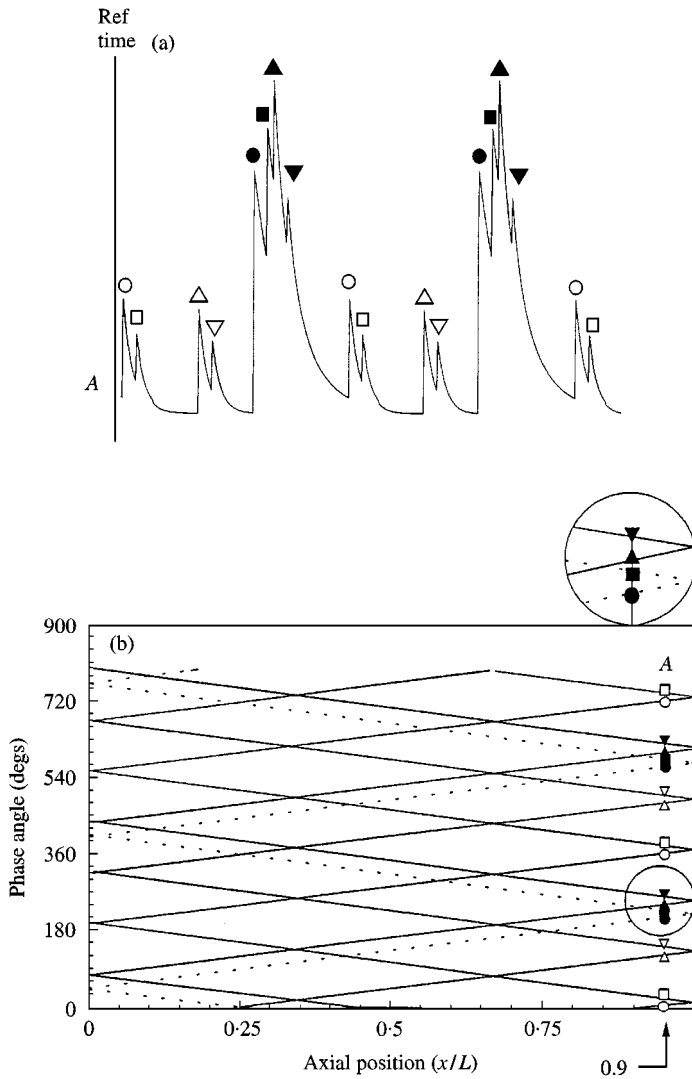 Ref
time (a)
A
(b)
A
900
720
540
360
180
0
Phase angle (degs)
0 0·25 0·5 0·75
Axial position (x/L)
0.9